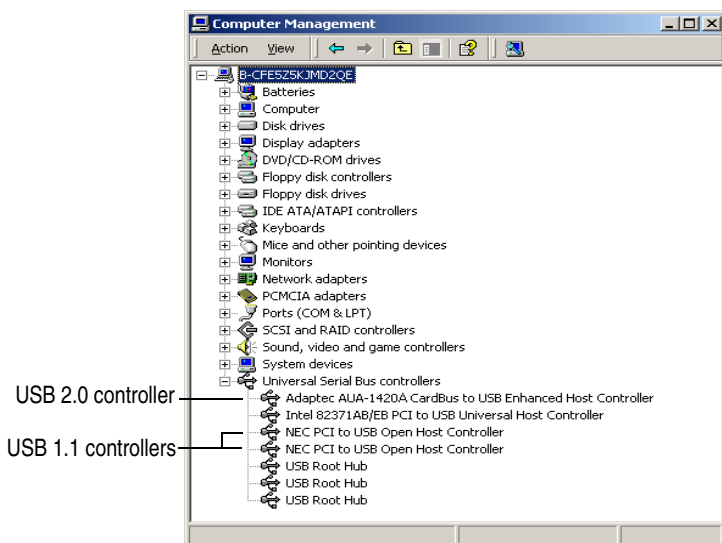 Computer Management
Action View
B-CFE5Z5KJMD2QE
Batteries
Computer
Disk drives
Display adapters
DVD/CD-ROM drives
Floppy disk controllers
Floppy disk drives
IDE ATA/ATAPI controllers
Keyboards
Mice and other pointing devices
Monitors
Network adapters
PCMCIA adapters
Ports (COM & LPT)
SCSI and RAID controllers
Sound, video and game controllers
System devices
Universal Serial Bus controllers
USB 2.0 controller
Adaptec AUA-1420A CardBus to USB Enhanced Host Controller
Intel 82371AB/EB PCI to USB Universal Host Controller
USB 1.1 controllers
NEC PCI to USB Open Host Controller
NEC PCI to USB Open Host Controller
USB Root Hub
USB Root Hub
USB Root Hub